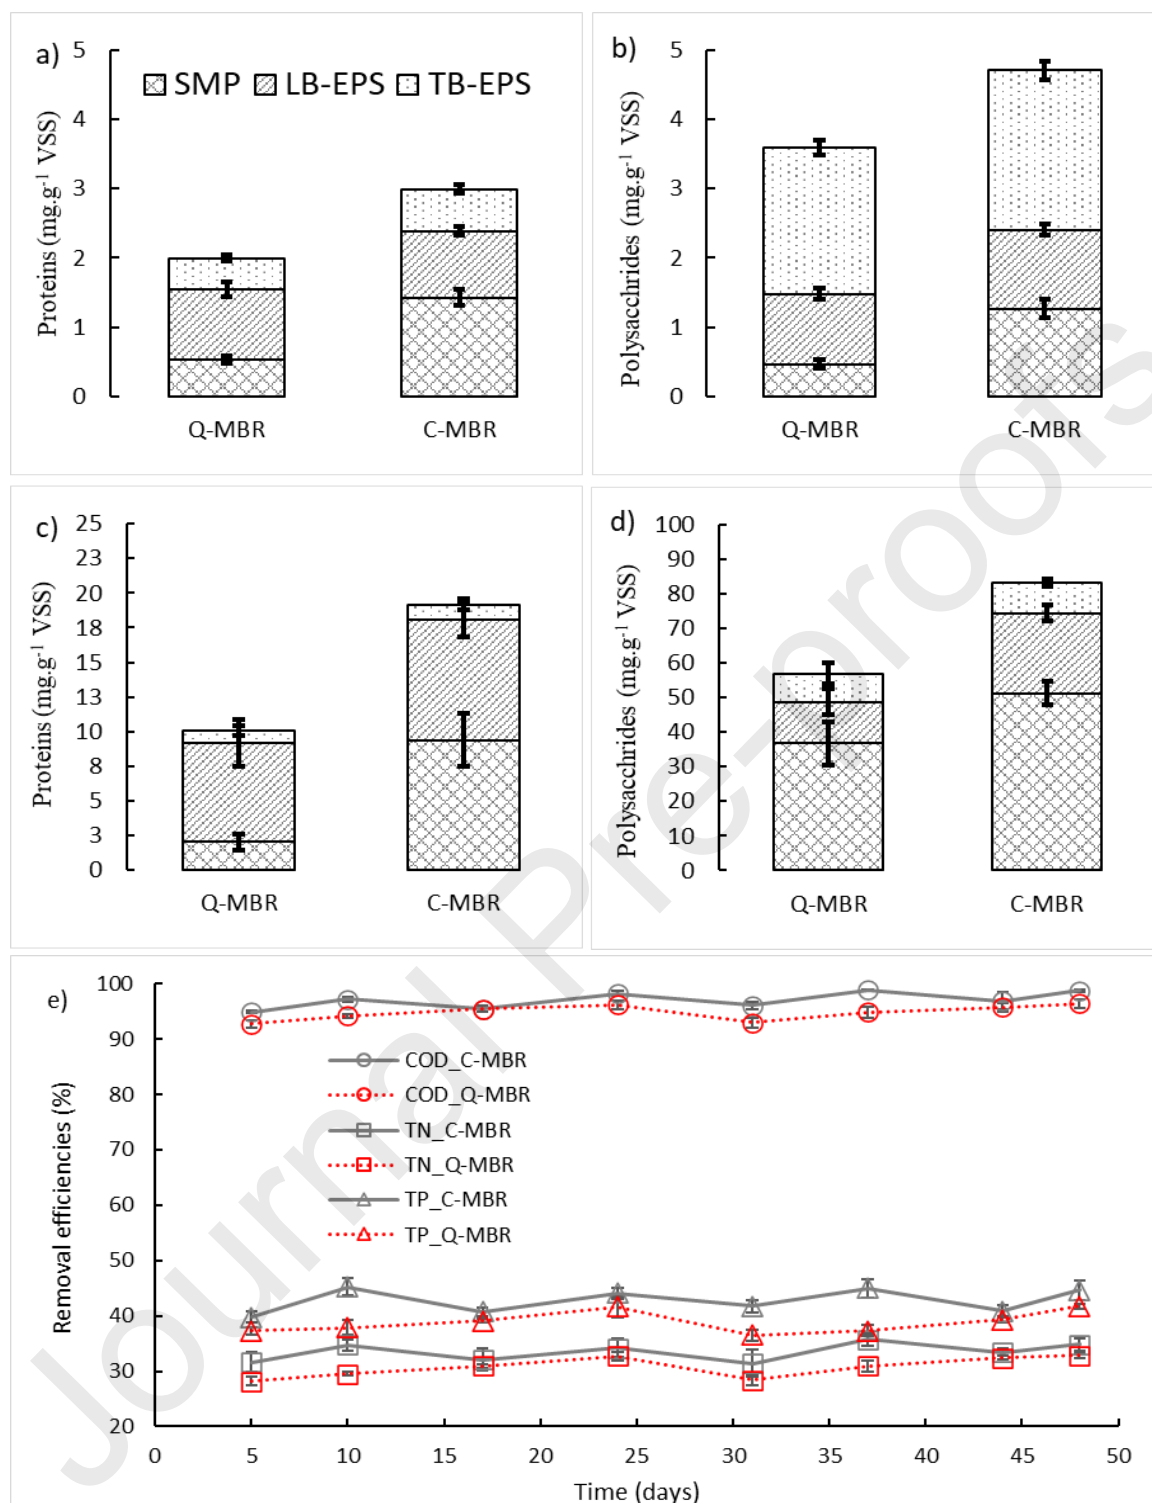 a)
SMP LB-EPS TB-EPS
Proteins (mg.g⁻¹ VSS)
5
4
3
2
1
0
Q-MBR C-MBR
b)
Polysacchrides (mg.g⁻¹ VSS)
5
4
3
2
1
0
Q-MBR C-MBR
c)
Proteins (mg.g⁻¹ VSS)
25
23
20
18
15
13
10
8
5
3
0
Q-MBR C-MBR
d)
Polysacchrides (mg.g⁻¹ VSS)
100
90
80
70
60
50
40
30
20
10
0
Q-MBR C-MBR
e)
Removal efficiencies (%)
100
90
80
70
60
50
40
30
20
COD_C-MBR
COD_Q-MBR
TN_C-MBR
TN_Q-MBR
TP_C-MBR
TP_Q-MBR
0 5 10 15 20 25 30 35 40 45 50
Time (days)
Journal Pre-proofs